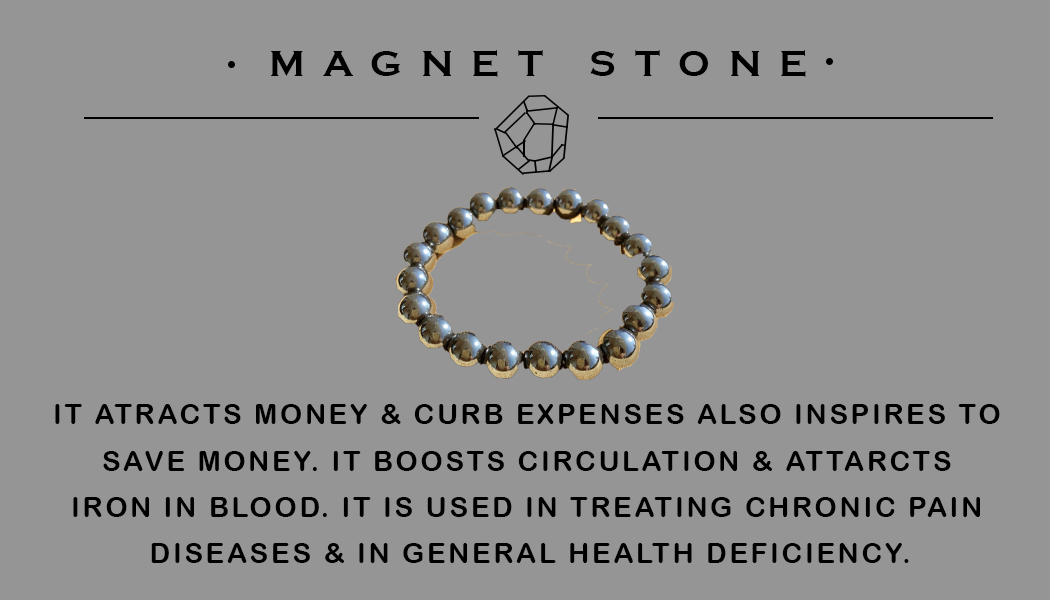 · MAGNET STONE·
IT ATRACTS MONEY & CURB EXPENSES ALSO INSPIRES TO
SAVE MONEY. IT BOOSTS CIRCULATION & ATTARCTS
IRON IN BLOOD. IT IS USED IN TREATING CHRONIC PAIN
DISEASES & IN GENERAL HEALTH DEFICIENCY.